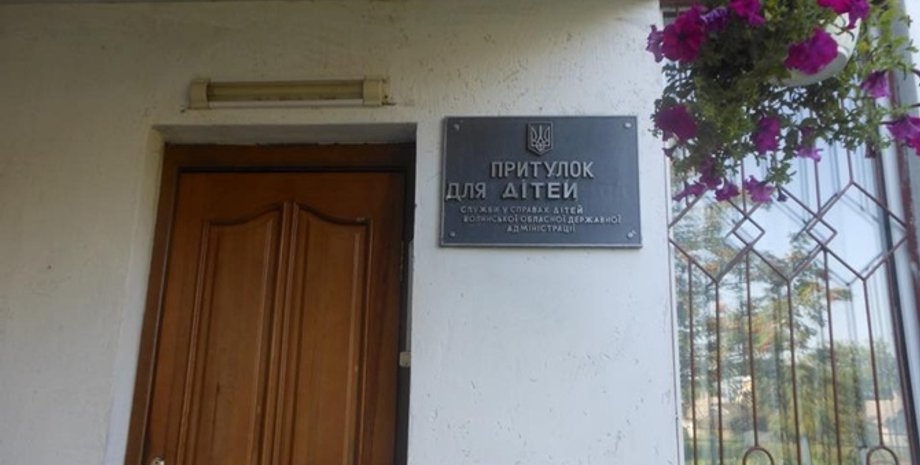 ПРИТУЛОК
ДЛЯ ДІТЕЙ
СЛУЖБИ У СПРАВАХ ДІТЕЙ
ВОЛИНСЬКОЇ ОБЛАСНОЇ ДЕРЖАВНОЇ
АДМІНІСТРАЦІЇ